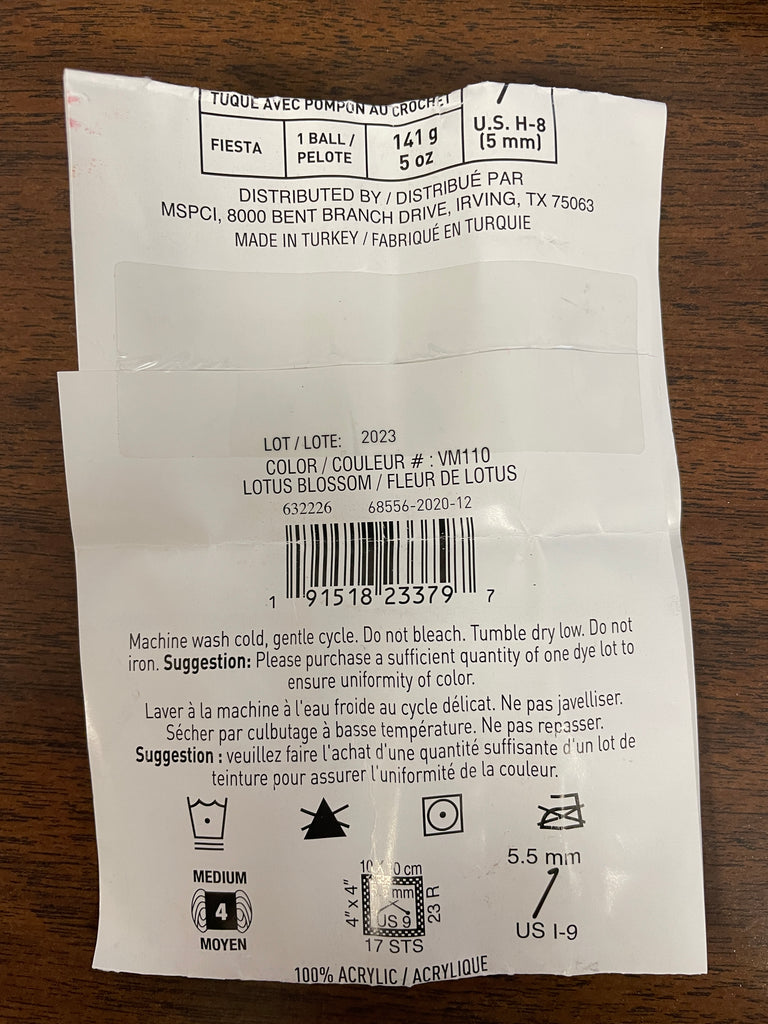 TUQUE AVEC POMPON AU CROCHET
FIESTA
1 BALL /
PELOTE
141 g
5 oz
U.S. H-8
(5 mm)
DISTRIBUTED BY / DISTRIBUÉ PAR
MSPCI, 8000 BENT BRANCH DRIVE, IRVING, TX 75063
MADE IN TURKEY / FABRIQUÉ EN TURQUIE
LOT / LOTE: 2023
COLOR / COULEUR # : VM110
LOTUS BLOSSOM / FLEUR DE LOTUS
632226 68556-2020-12
1 91518 23379 7
Machine wash cold, gentle cycle. Do not bleach. Tumble dry low. Do not
iron. Suggestion: Please purchase a sufficient quantity of one dye lot to
ensure uniformity of color.
Laver à la machine à l'eau froide au cycle délicat. Ne pas javelliser.
Sécher par culbutage à basse température. Ne pas repasser.
Suggestion : veuillez faire l'achat d'une quantité suffisante d'un lot de
teinture pour assurer l'uniformité de la couleur.
MEDIUM
4
MOYEN
cm
4" x 4"
mm
US 9
23 R
17 STS
5.5 mm
US I-9
100% ACRYLIC / ACRYLIQUE